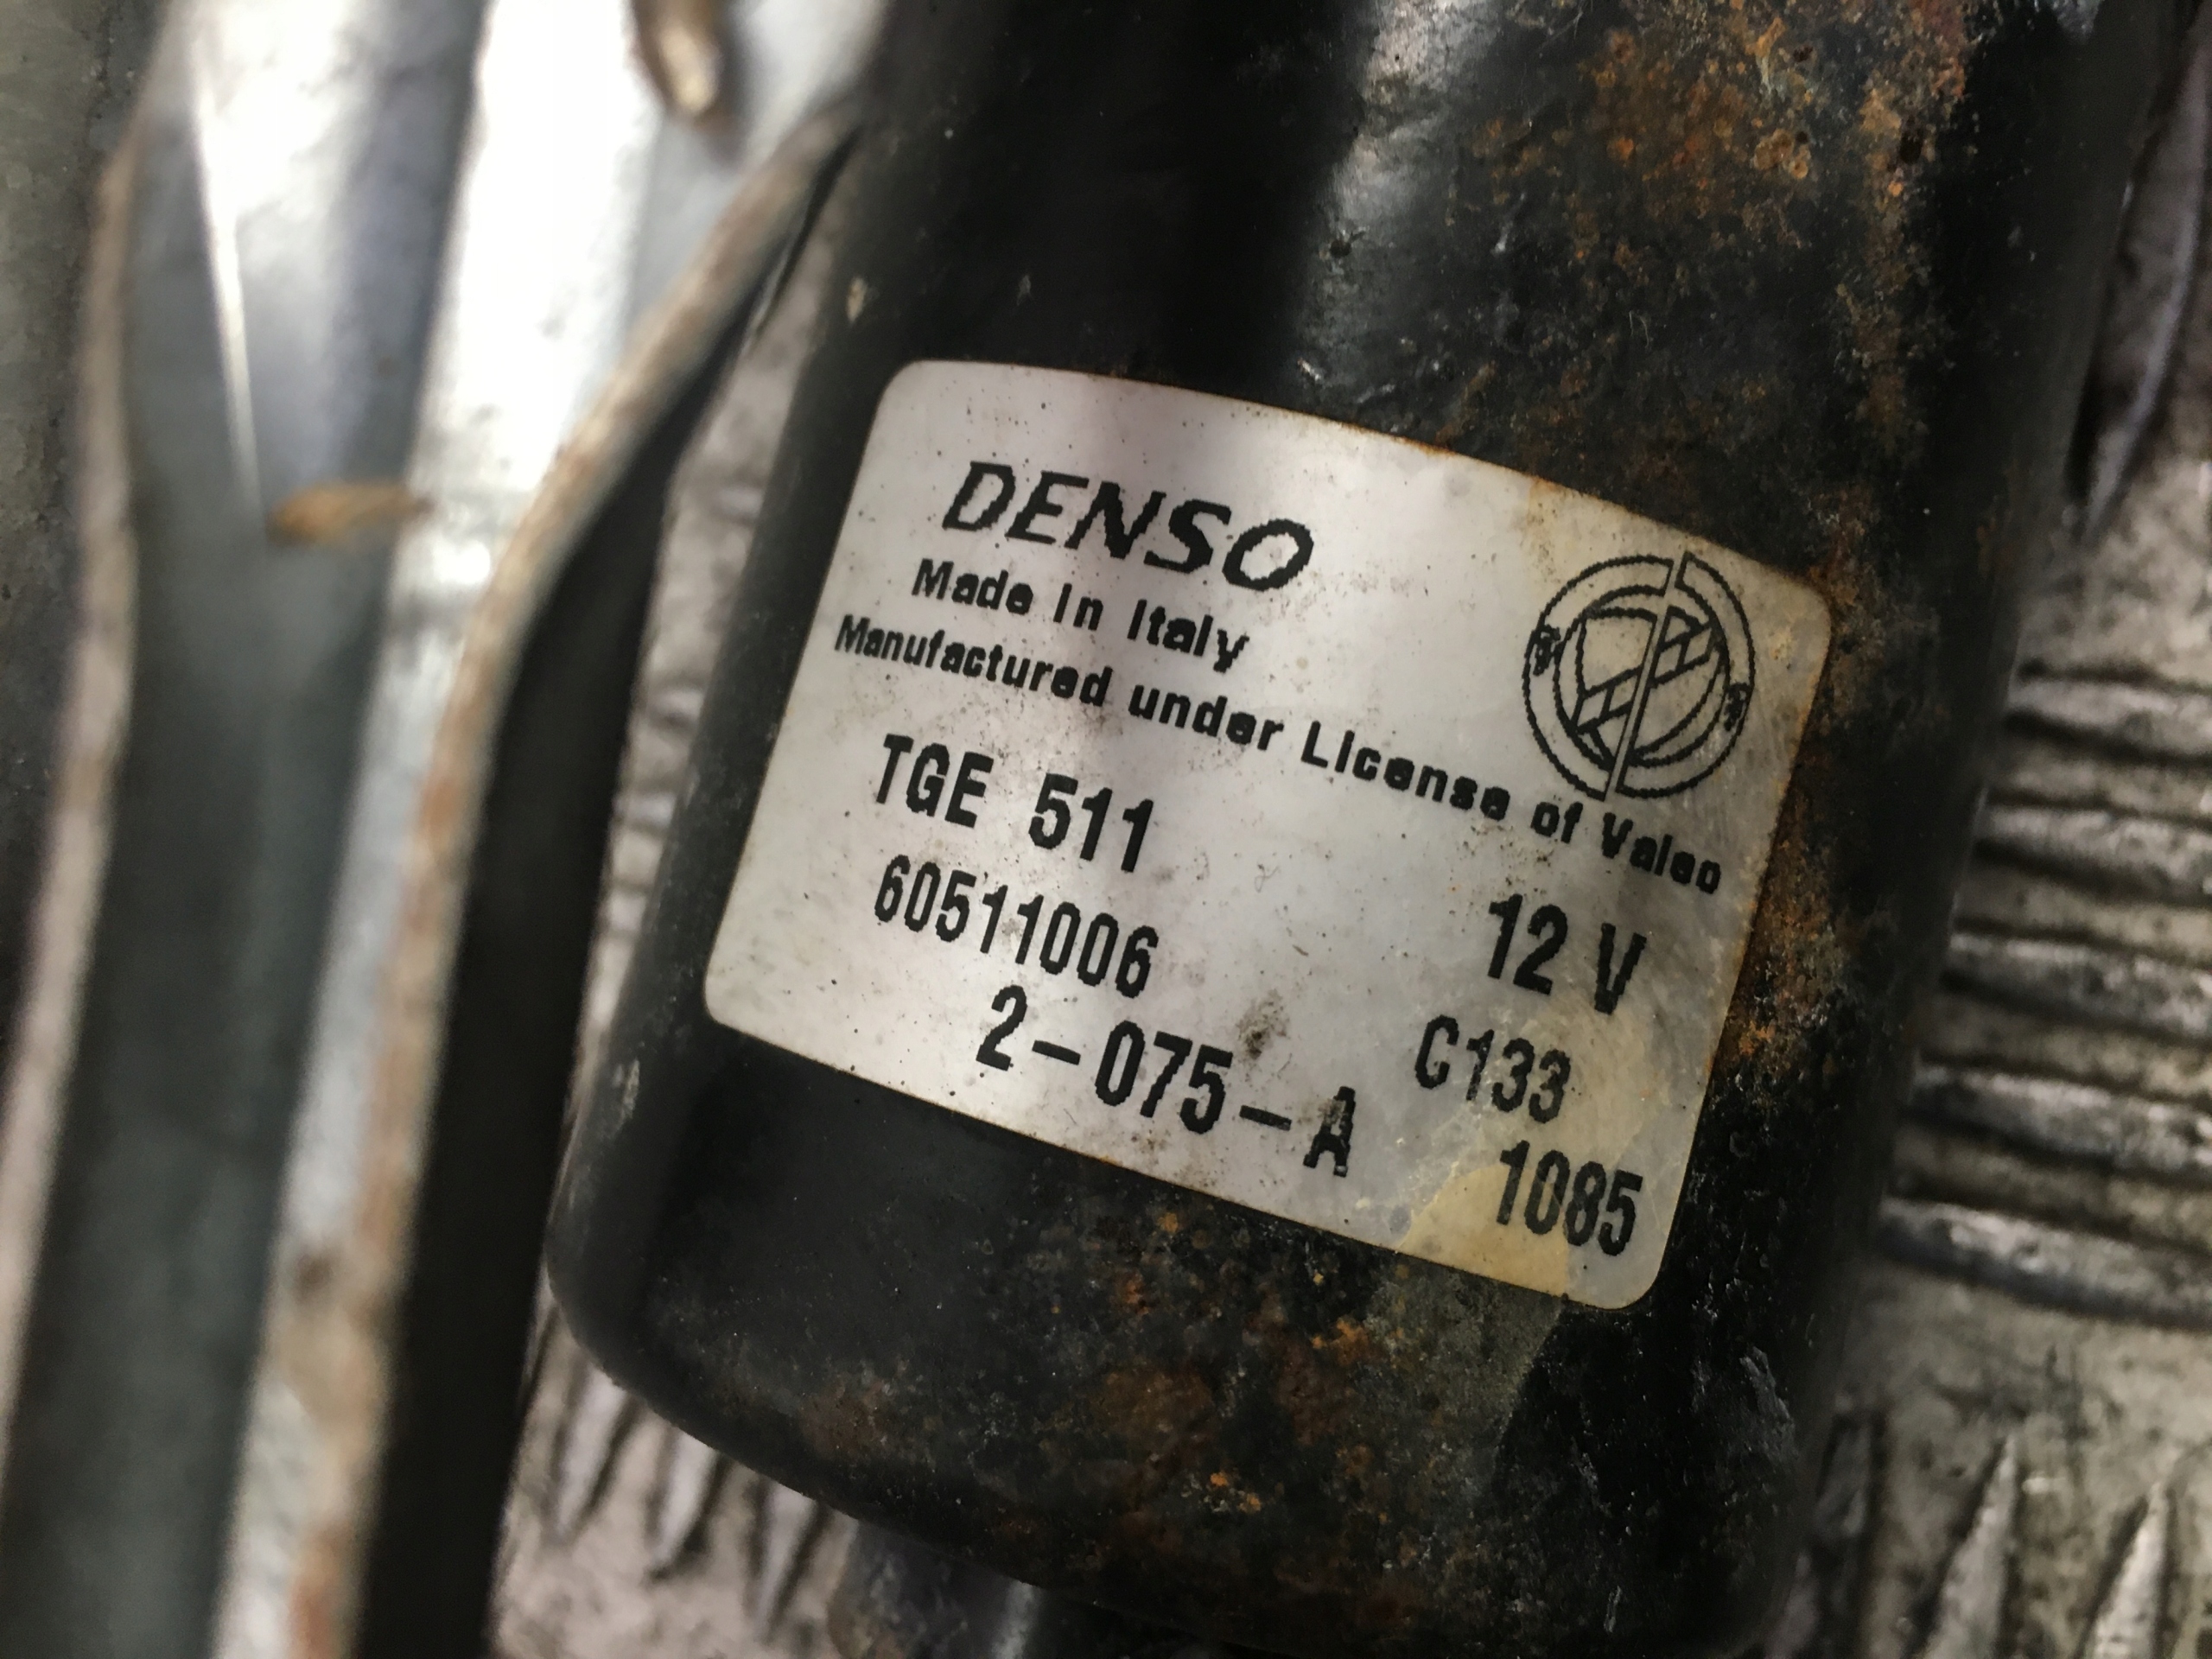 DENSO
Made in Italy
Manufactured under License of Valeo
TGE 511
12 V
60511006
C133
2-075-A
1085